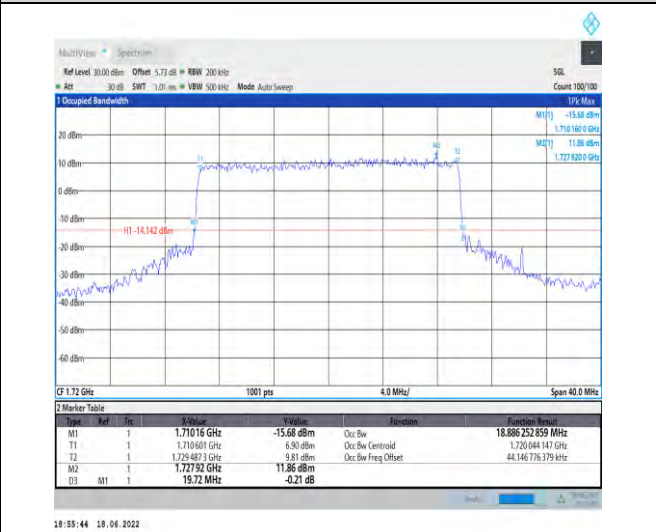 MultiView Spectrum
Ref Level 30.00 dBm Offset 5.73 dB RBW 200 kHz SGL
Att 30 dB SWT 1.01 ms VBW 500 kHz Mode Auto Sweep Count 100/100
1 Occupied Bandwidth 1Pk Max
M1[1] -15.68 dBm
1.710 160 0 GHz
M2[1] 11.86 dBm
1.727 920 0 GHz
20 dBm
10 dBm
0 dBm
-10 dBm
H1 -14.142 dBm
-20 dBm
-30 dBm
-40 dBm
-50 dBm
-60 dBm
T1
M2
T2
M1
CF 1.72 GHz 1001 pts 4.0 MHz/ Span 40.0 MHz
2 Marker Table
Type Ref Trc X-Value Y-Value Function Function Result
M1 1 1.710 16 GHz -15.68 dBm Occ Bw 18.886 252 859 MHz
T1 1 1.710 601 GHz 6.90 dBm Occ Bw Centroid 1.720 044 147 GHz
T2 1 1.729 487 3 GHz 9.81 dBm Occ Bw Freq Offset 44.146 776 379 kHz
M2 1 1.727 92 GHz 11.86 dBm
D3 M1 1 19.72 MHz -0.21 dB
18:55:44 18.06.2022